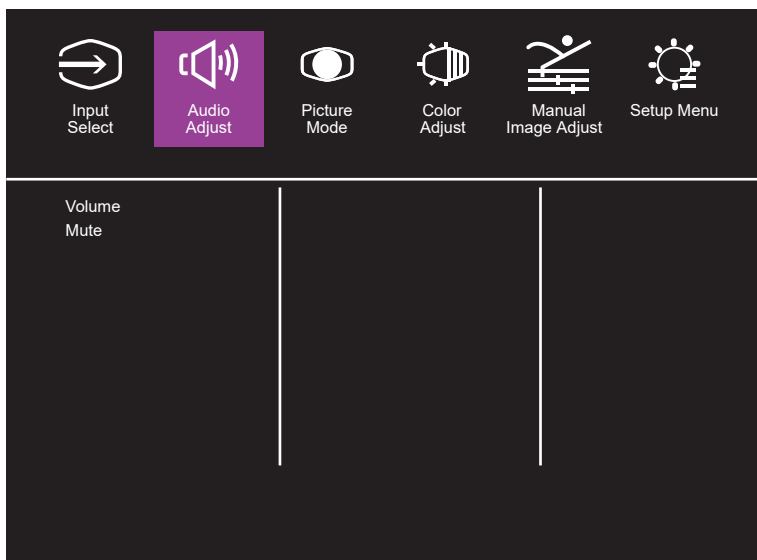 Input
Select
Audio
Adjust
Picture
Mode
Color
Adjust
Manual
Image Adjust
Setup Menu
Volume
Mute